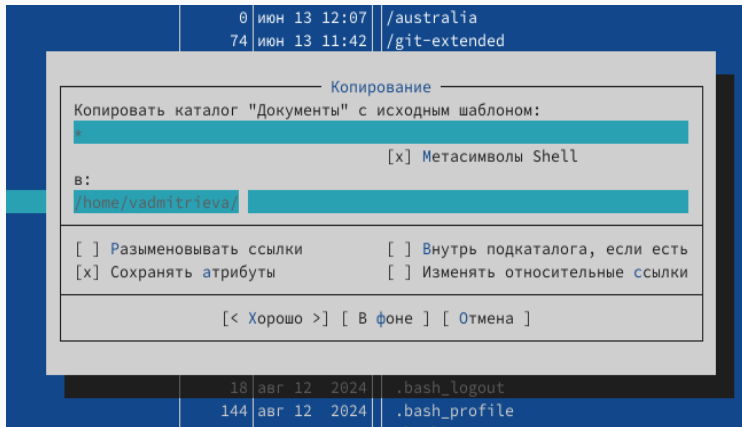 0 июн 13 12:07 /australia
74 июн 13 11:42 /git-extended
Копирование
Копировать каталог "Документы" с исходным шаблоном:
*
[x] Метасимволы Shell
в:
/home/vadmitrieva/
[ ] Разыменовывать ссылки [ ] Внутрь подкаталога, если есть
[x] Сохранять атрибуты [ ] Изменять относительные ссылки
[< Хорошо >] [ В фоне ] [ Отмена ]
18 авг 12 2024 .bash_logout
144 авг 12 2024 .bash_profile